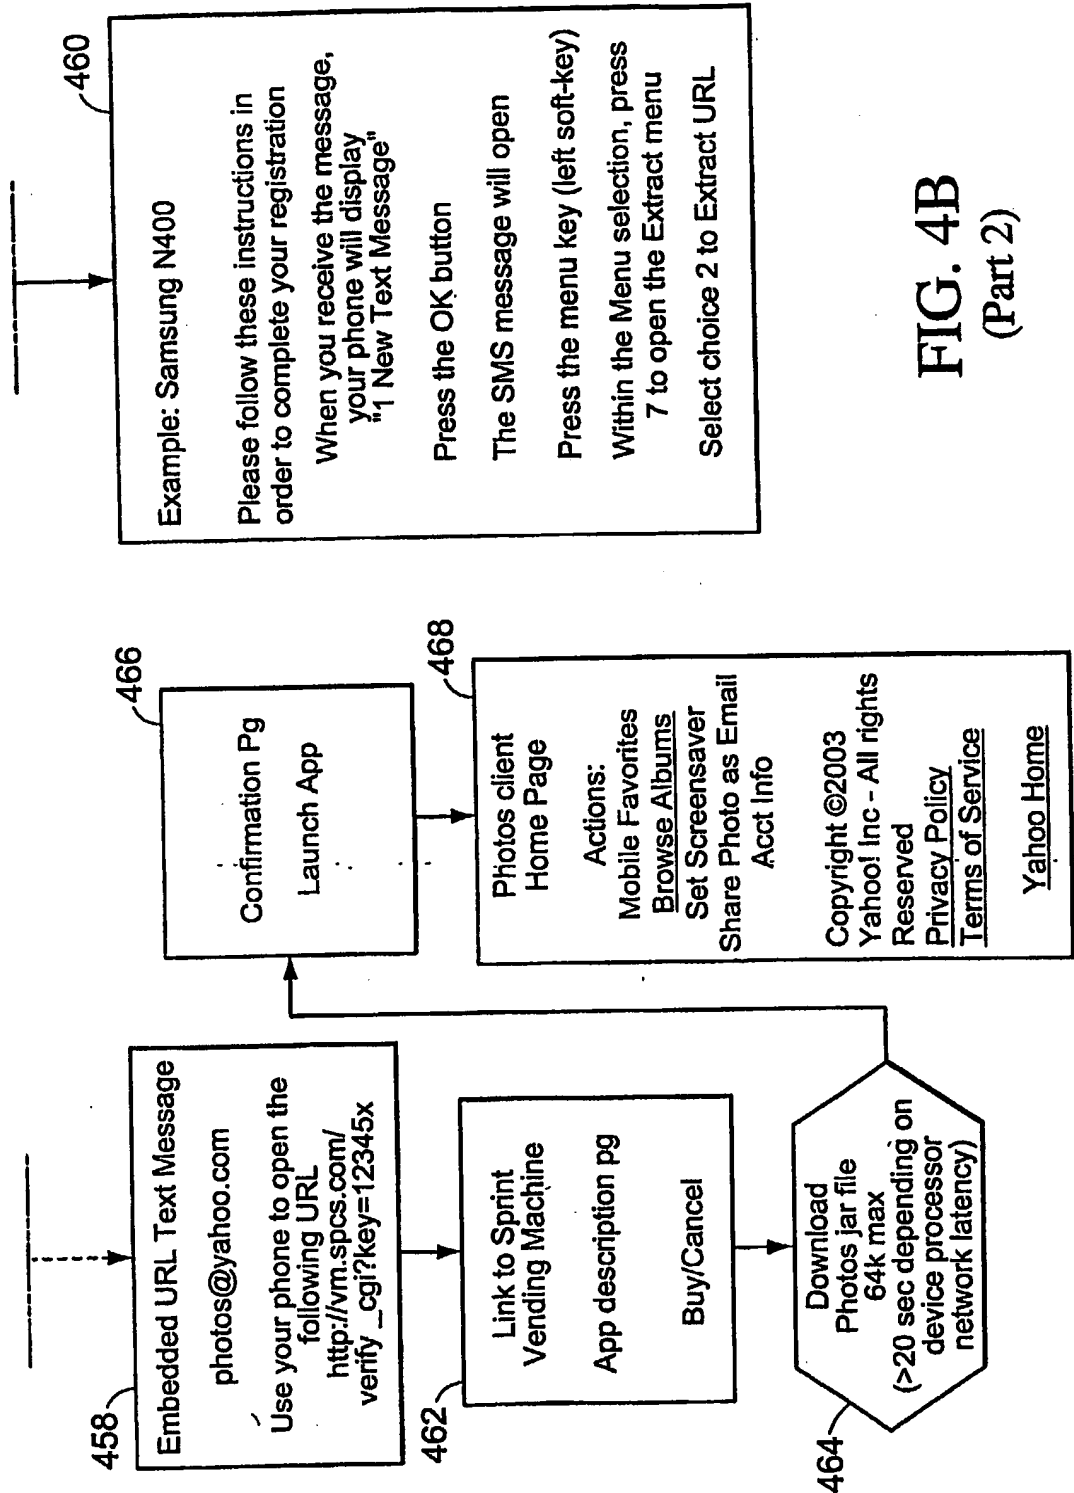 458
Embedded URL Text Message
photos@yahoo.com
Use your phone to open the
following URL
http://vm.spcs.com/
verify _cgi?key=12345x
462
Link to Sprint
Vending Machine
App description pg
Buy/Cancel
464
Download
Photos jar file
64k max
(>20 sec depending on
device processor
network latency)
466
Confirmation Pg
Launch App
468
Photos client
Home Page
Actions:
Mobile Favorites
Browse Albums
Set Screensaver
Share Photo as Email
Acct Info
Copyright ©2003
Yahoo! Inc - All rights
Reserved
Privacy Policy
Terms of Service
Yahoo Home
460
Example: Samsung N400
Please follow these instructions in
order to complete your registration
When you receive the message,
your phone will display
"1 New Text Message"
Press the OK button
The SMS message will open
Press the menu key (left soft-key)
Within the Menu selection, press
7 to open the Extract menu
Select choice 2 to Extract URL
FIG. 4B
(Part 2)